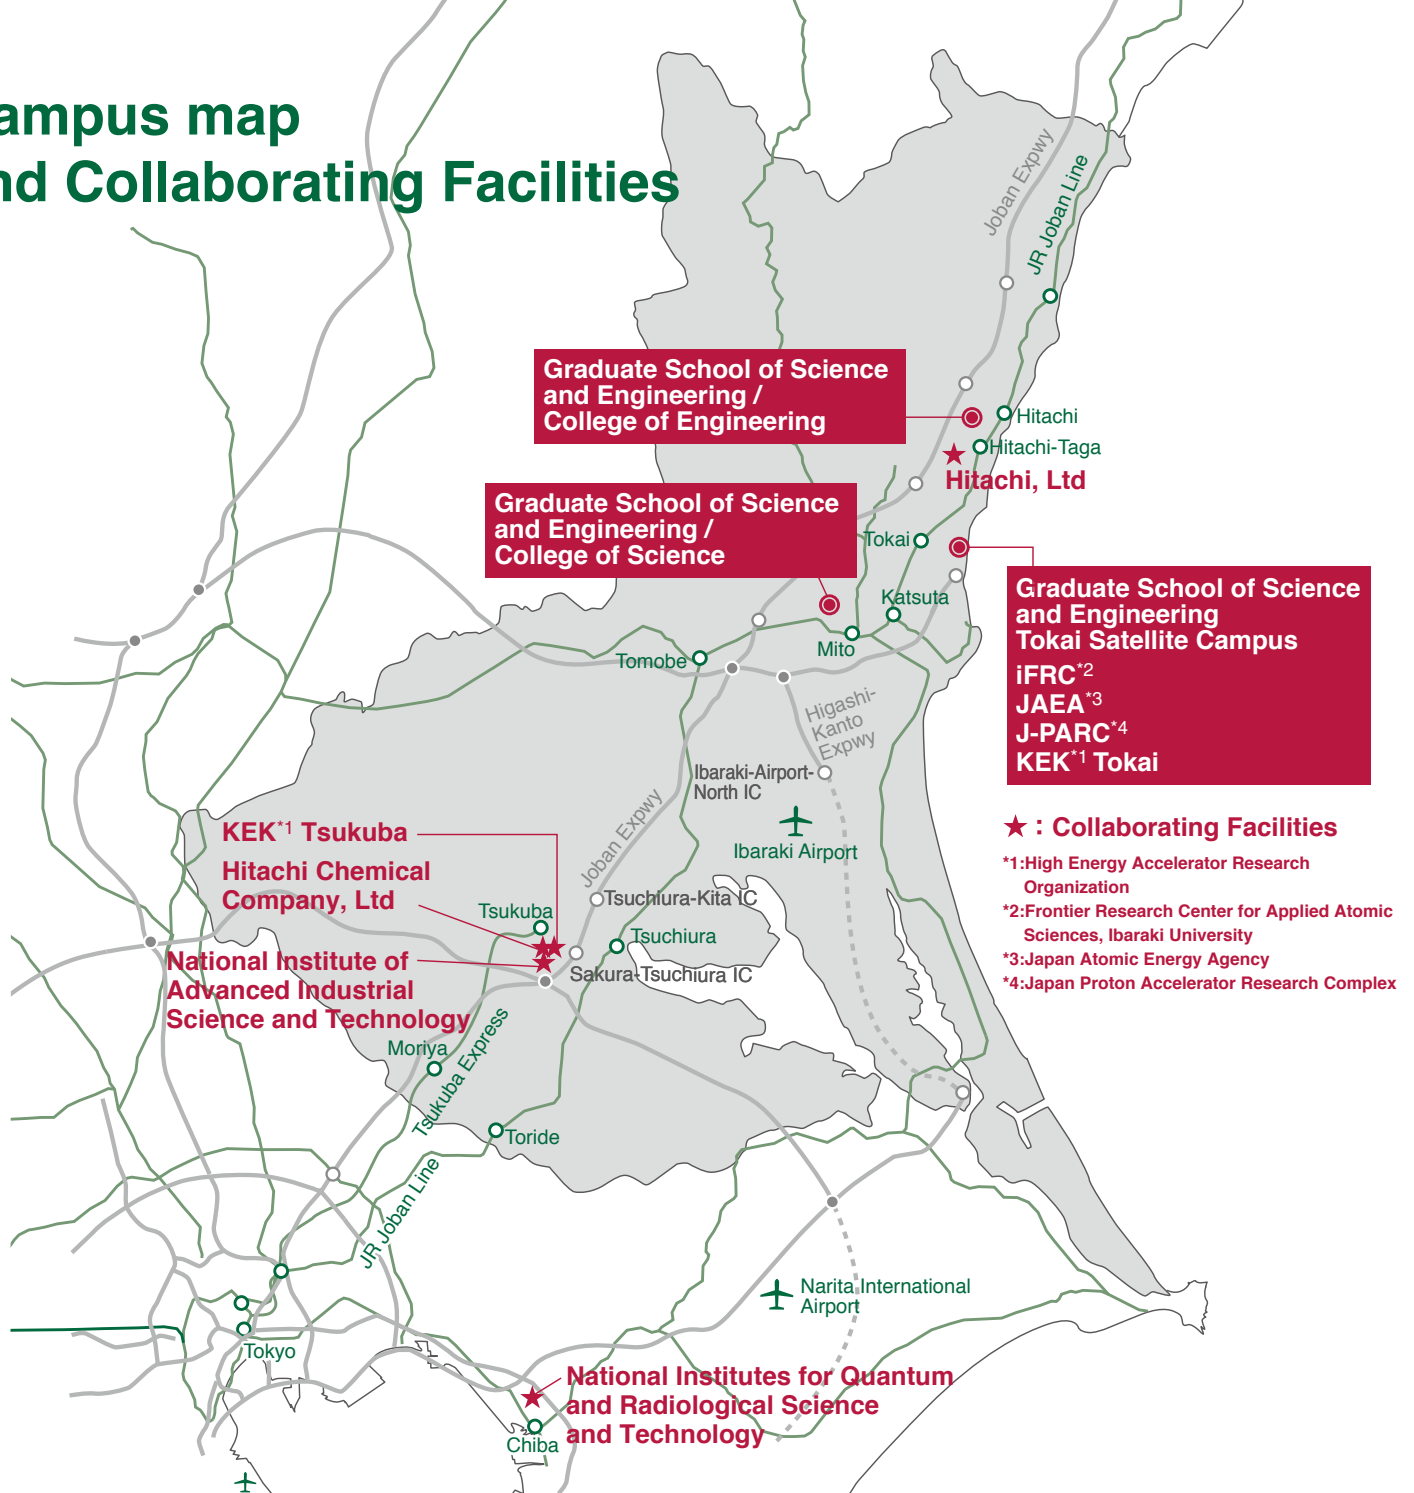 ampus map
nd Collaborating Facilities
Joban Expwy
JR Joban Line
Graduate School of Science
and Engineering /
College of Engineering
Hitachi
Hitachi-Taga
Hitachi, Ltd
Graduate School of Science
and Engineering /
College of Science
Tokai
Katsuta
Mito
Tomobe
Graduate School of Science
and Engineering
Tokai Satellite Campus
iFRC*2
JAEA*3
J-PARC*4
KEK*1 Tokai
Higashi-
Kanto
Expwy
Ibaraki-Airport-
North IC
Ibaraki Airport
Joban Expwy
KEK*1 Tsukuba
Hitachi Chemical
Company, Ltd
Tsukuba
Tsuchiura-Kita IC
Tsuchiura
Sakura-Tsuchiura IC
National Institute of
Advanced Industrial
Science and Technology
★ : Collaborating Facilities
*1:High Energy Accelerator Research
Organization
*2:Frontier Research Center for Applied Atomic
Sciences, Ibaraki University
*3:Japan Atomic Energy Agency
*4:Japan Proton Accelerator Research Complex
Moriya
Tsukuba Express
Toride
JR Joban Line
Narita International
Airport
Tokyo
National Institutes for Quantum
and Radiological Science
and Technology
Chiba